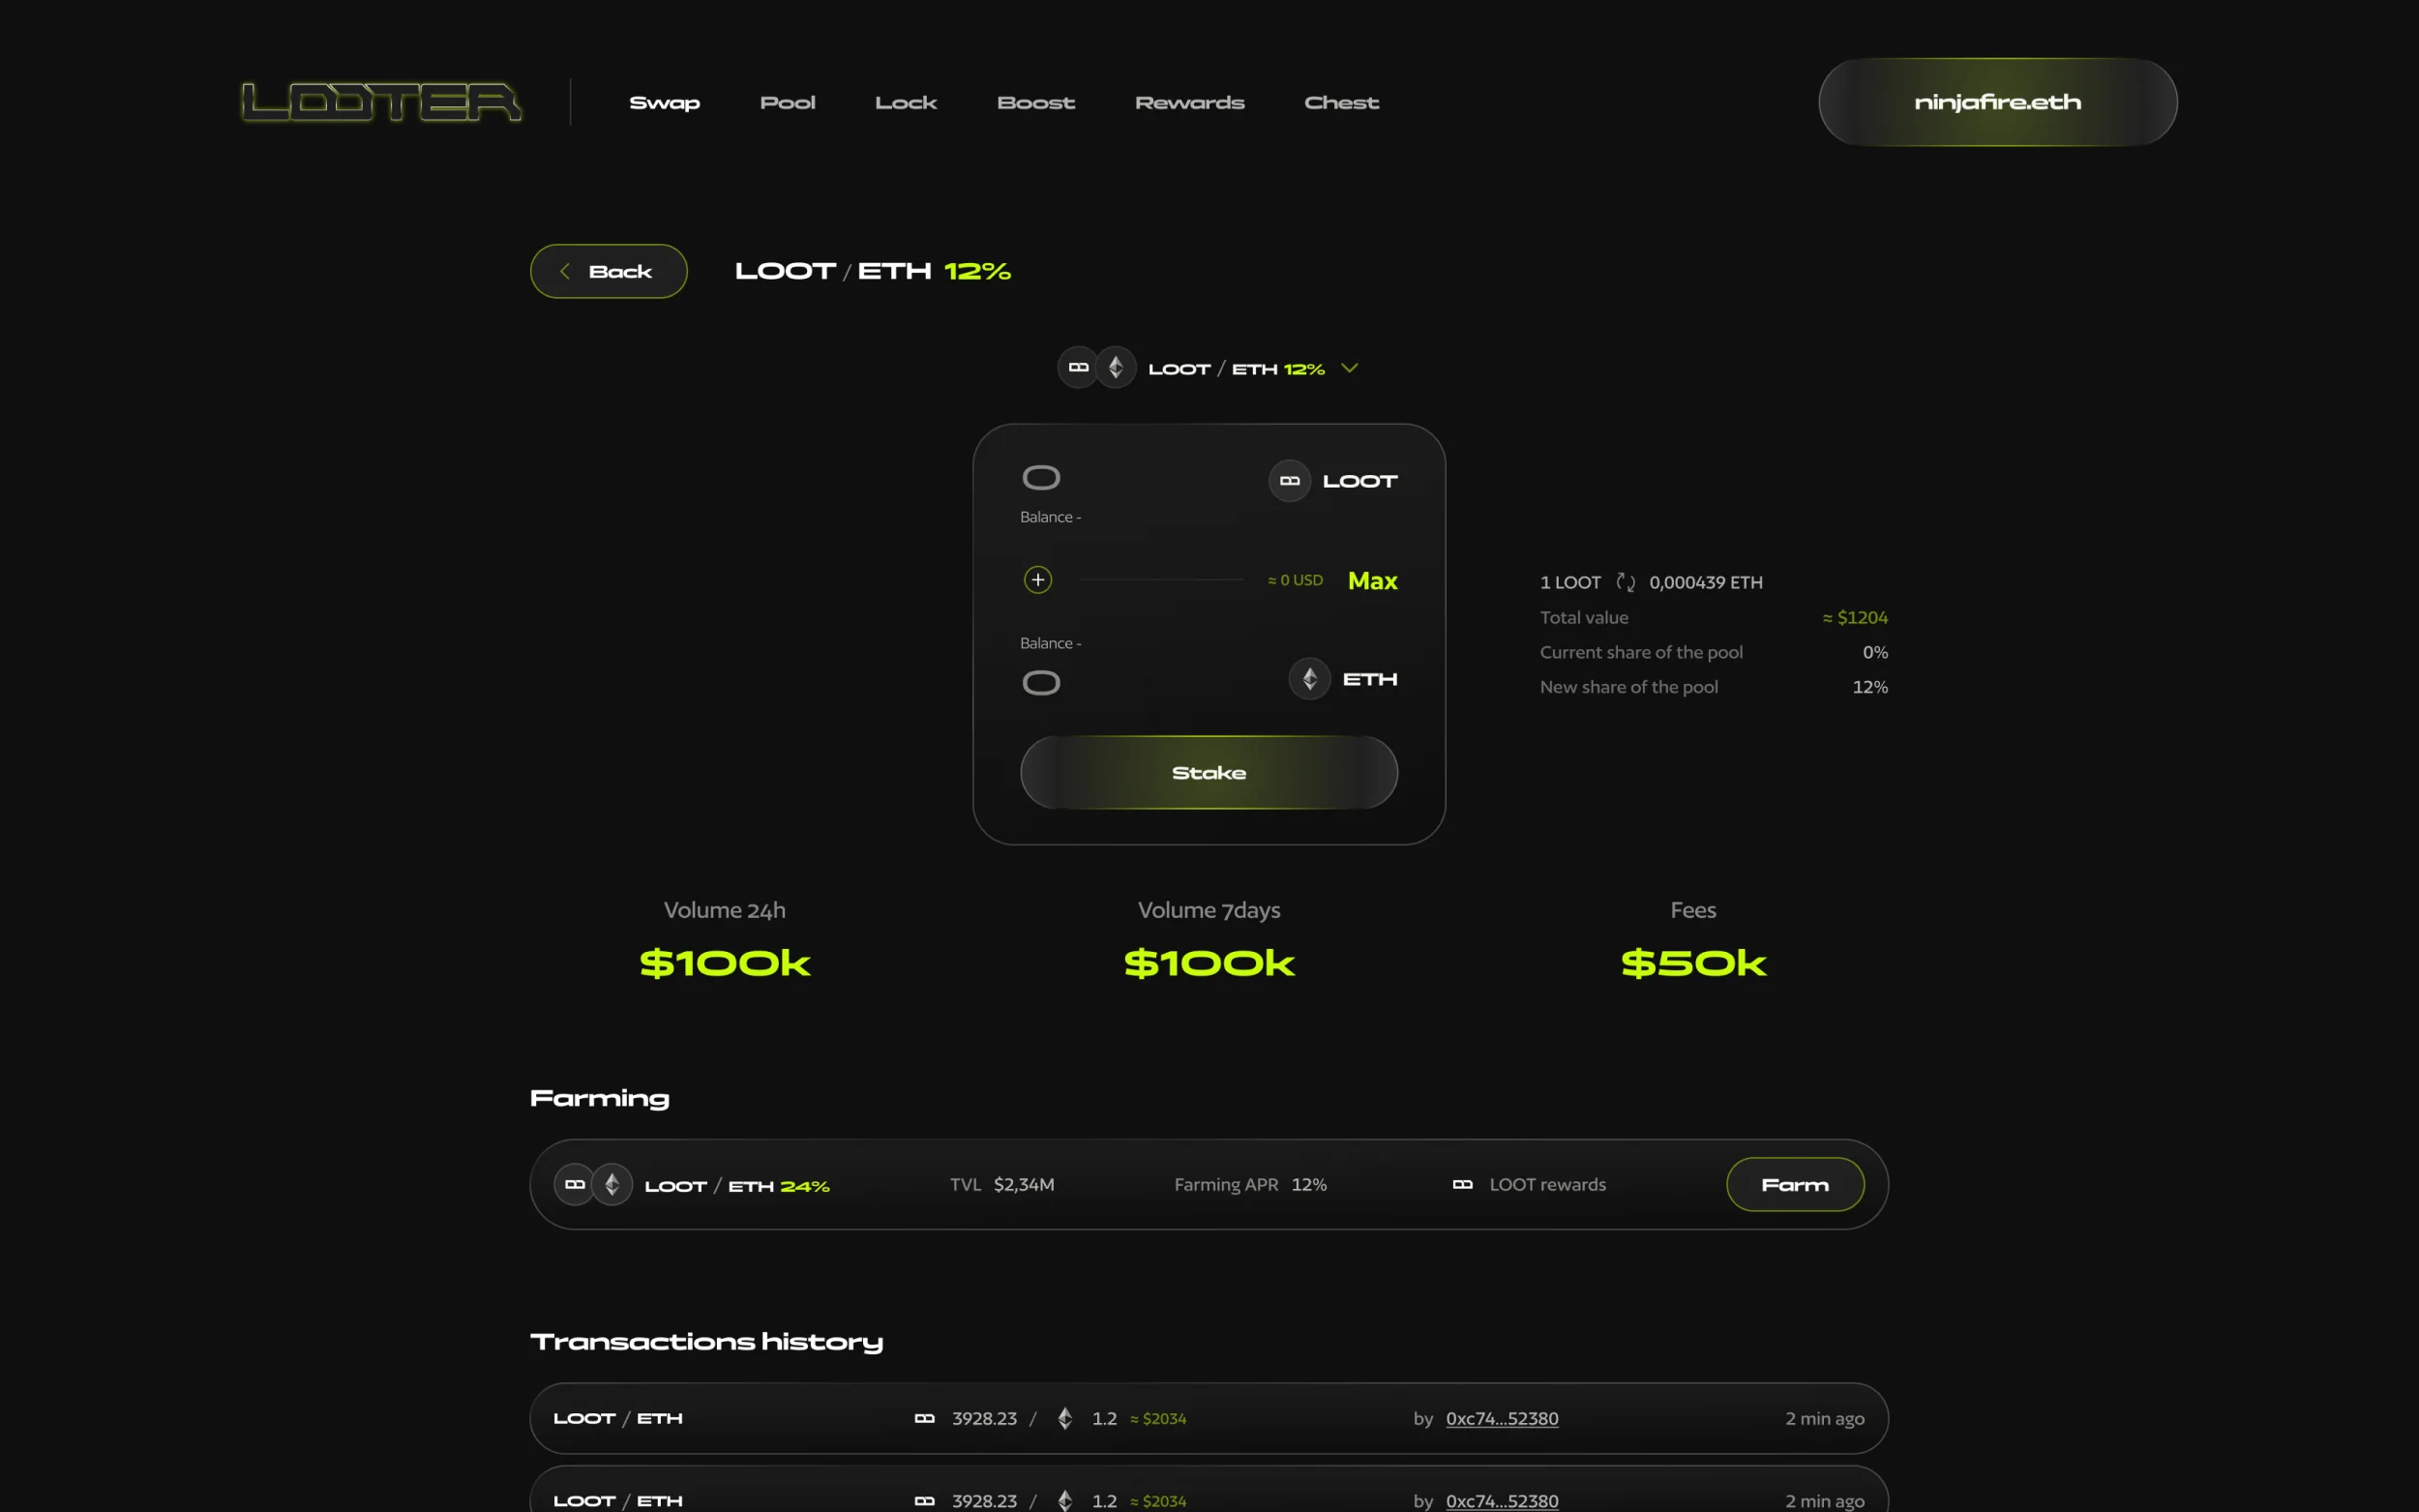 LOOTER Swap Pool Lock Boost Rewards Chest ninjafire.eth
Back LOOT / ETH 12%
LOOT / ETH 12%
0 LOOT
Balance -
≈ 0 USD Max
Balance -
0 ETH
Stake
1 LOOT 0,000439 ETH
Total value ≈ $1204
Current share of the pool 0%
New share of the pool 12%
Volume 24h Volume 7days Fees
$100k $100k $50k
Farming
LOOT / ETH 24% TVL $2,34M Farming APR 12% LOOT rewards Farm
Transactions history
LOOT / ETH 3928.23 / 1.2 ≈ $2034 by 0xc74...52380 2 min ago
LOOT / ETH 3928.23 / 1.2 ≈ $2034 by 0xc74...52380 2 min ago